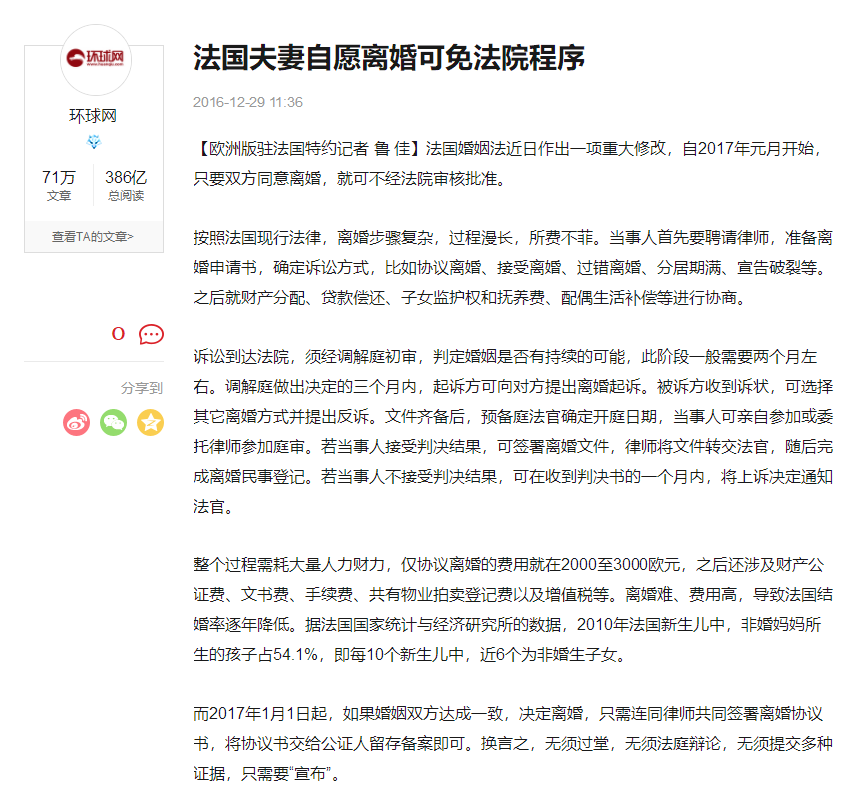 环球网
www.huanqiu.com
环球网
71万
386亿
文章
总阅读
查看TA的文章>
0
分享到
法国夫妻自愿离婚可免法院程序
2016-12-29 11:36
【欧洲版驻法国特约记者 鲁 佳】法国婚姻法近日作出一项重大修改，自2017年元月开始，
只要双方同意离婚，就可不经法院审核批准。
按照法国现行法律，离婚步骤复杂，过程漫长，所费不菲。当事人首先要聘请律师，准备离
婚申请书，确定诉讼方式，比如协议离婚、接受离婚、过错离婚、分居期满、宣告破裂等。
之后就财产分配、贷款偿还、子女监护权和抚养费、配偶生活补偿等进行协商。
诉讼到达法院，须经调解庭初审，判定婚姻是否有持续的可能，此阶段一般需要两个月左
右。调解庭做出决定的三个月内，起诉方可向对方提出离婚起诉。被诉方收到诉状，可选择
其它离婚方式并提出反诉。文件齐备后，预备庭法官确定开庭日期，当事人可亲自参加或委
托律师参加庭审。若当事人接受判决结果，可签署离婚文件，律师将文件转交法官，随后完
成离婚民事登记。若当事人不接受判决结果，可在收到判决书的一个月内，将上诉决定通知
法官。
整个过程需耗大量人力财力，仅协议离婚的费用就在2000至3000欧元，之后还涉及财产公
证费、文书费、手续费、共有物业拍卖登记费以及增值税等。离婚难、费用高，导致法国结
婚率逐年降低。据法国国家统计与经济研究所的数据，2010年法国新生儿中，非婚妈妈所
生的孩子占54.1%，即每10个新生儿中，近6个为非婚生子女。
而2017年1月1日起，如果婚姻双方达成一致，决定离婚，只需连同律师共同签署离婚协议
书，将协议书交给公证人留存备案即可。换言之，无须过堂，无须法庭辩论，无须提交多种
证据，只需要“宣布”。